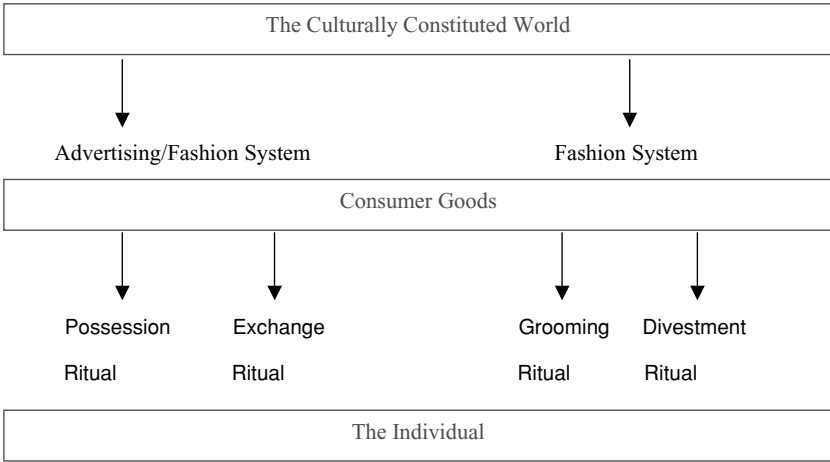 The Culturally Constituted World
Advertising/Fashion System Fashion System
Consumer Goods
Possession Exchange Grooming Divestment
Ritual Ritual Ritual Ritual
The Individual